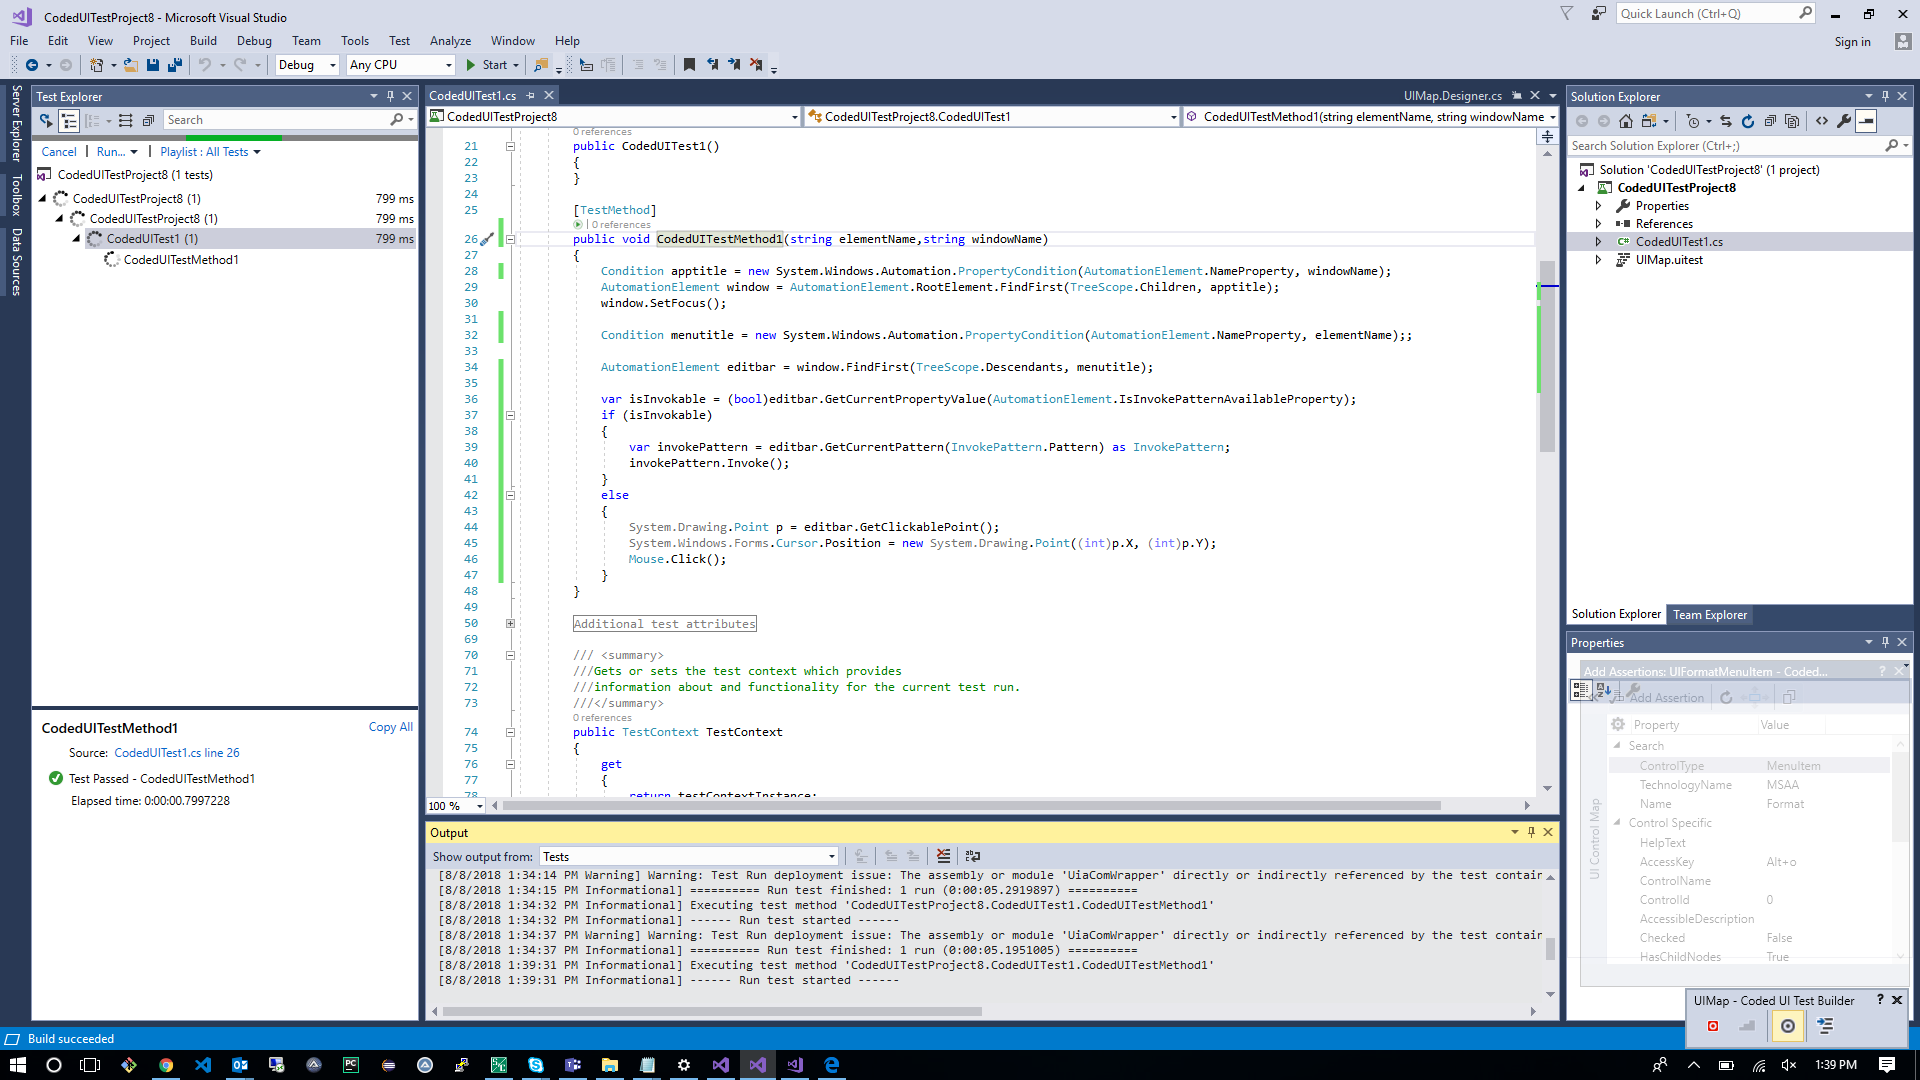 CodedUITestProject8 - Microsoft Visual Studio
Quick Launch (Ctrl+Q)
File Edit View Project Build Debug Team Tools Test Analyze Window Help
Sign in
Debug Any CPU Start
Server Explorer
Toolbox
Data Sources
Test Explorer
Search
Cancel Run... Playlist : All Tests
CodedUITestProject8 (1 tests)
CodedUITestProject8 (1) 799 ms
CodedUITestProject8 (1)
CodedUITest1 (1) 799 ms
CodedUITestMethod1
CodedUITestMethod1 Copy All
Source: CodedUITest1.cs line 26
Test Passed - CodedUITestMethod1
Elapsed time: 0:00:00.7997228
CodedUITest1.cs
UIMap.Designer.cs
CodedUITestProject8 CodedUITestProject8.CodedUITest1 CodedUITestMethod1(string elementName, string windowName)
0 references
21 public CodedUITest1()
22 {
23 }
24
25 [TestMethod]
0 references
26 public void CodedUITestMethod1(string elementName,string windowName)
27 {
28 Condition apptitle = new System.Windows.Automation.PropertyCondition(AutomationElement.NameProperty, windowName);
29 AutomationElement window = AutomationElement.RootElement.FindFirst(TreeScope.Children, apptitle);
30 window.SetFocus();
31
32 Condition menutitle = new System.Windows.Automation.PropertyCondition(AutomationElement.NameProperty, elementName);;
33
34 AutomationElement editbar = window.FindFirst(TreeScope.Descendants, menutitle);
35
36 var isInvokable = (bool)editbar.GetCurrentPropertyValue(AutomationElement.IsInvokePatternAvailableProperty);
37 if (isInvokable)
38 {
39 var invokePattern = editbar.GetCurrentPattern(InvokePattern.Pattern) as InvokePattern;
40 invokePattern.Invoke();
41 }
42 else
43 {
44 System.Drawing.Point p = editbar.GetClickablePoint();
45 System.Windows.Forms.Cursor.Position = new System.Drawing.Point((int)p.X, (int)p.Y);
46 Mouse.Click();
47 }
48 }
49
50 Additional test attributes
69
70 /// <summary>
71 ///Gets or sets the test context which provides
72 ///information about and functionality for the current test run.
73 ///</summary>
0 references
74 public TestContext TestContext
75 {
76 get
77 {
78 return testContextInstance;
100 %
Output
Show output from: Tests
[8/8/2018 1:34:14 PM Warning] Warning: Test Run deployment issue: The assembly or module 'UiaComWrapper' directly or indirectly referenced by the test contain
[8/8/2018 1:34:15 PM Informational] ========== Run test finished: 1 run (0:00:05.2919897) ==========
[8/8/2018 1:34:32 PM Informational] Executing test method 'CodedUITestProject8.CodedUITest1.CodedUITestMethod1'
[8/8/2018 1:34:32 PM Informational] ------ Run test started ------
[8/8/2018 1:34:37 PM Warning] Warning: Test Run deployment issue: The assembly or module 'UiaComWrapper' directly or indirectly referenced by the test contain
[8/8/2018 1:34:37 PM Informational] ========== Run test finished: 1 run (0:00:05.1951005) ==========
[8/8/2018 1:39:31 PM Informational] Executing test method 'CodedUITestProject8.CodedUITest1.CodedUITestMethod1'
[8/8/2018 1:39:31 PM Informational] ------ Run test started ------
Solution Explorer
Search Solution Explorer (Ctrl+;)
Solution 'CodedUITestProject8' (1 project)
CodedUITestProject8
Properties
References
CodedUITest1.cs
UIMap.uitest
Solution Explorer Team Explorer
Properties
Add Assertions: UIFormatMenuItem - Coded...
Add Assertion
UI Control Map
Property Value
Search
ControlType MenuItem
TechnologyName MSAA
Name Format
Control Specific
HelpText
AccessKey Alt+o
ControlName
ControlId 0
AccessibleDescription
Checked False
HasChildNodes True
UIMap - Coded UI Test Builder
Build succeeded
1:39 PM